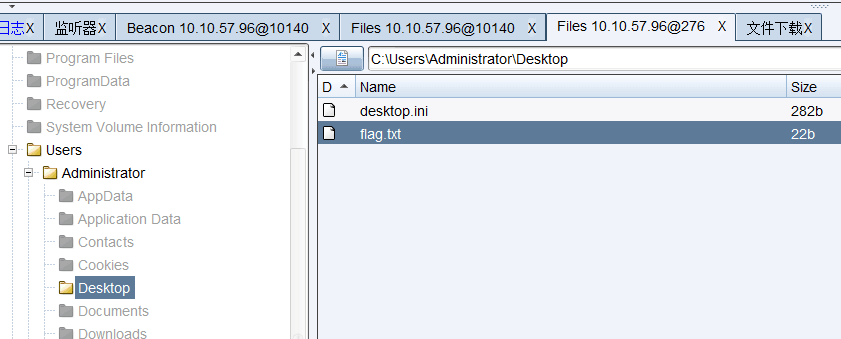 日志X 监听器X Beacon 10.10.57.96@10140 X Files 10.10.57.96@10140 X Files 10.10.57.96@276 X 文件下载X
Program Files
ProgramData
Recovery
System Volume Information
Users
Administrator
AppData
Application Data
Contacts
Cookies
Desktop
Documents
Downloads
C:\Users\Administrator\Desktop
D Name Size
desktop.ini 282b
flag.txt 22b